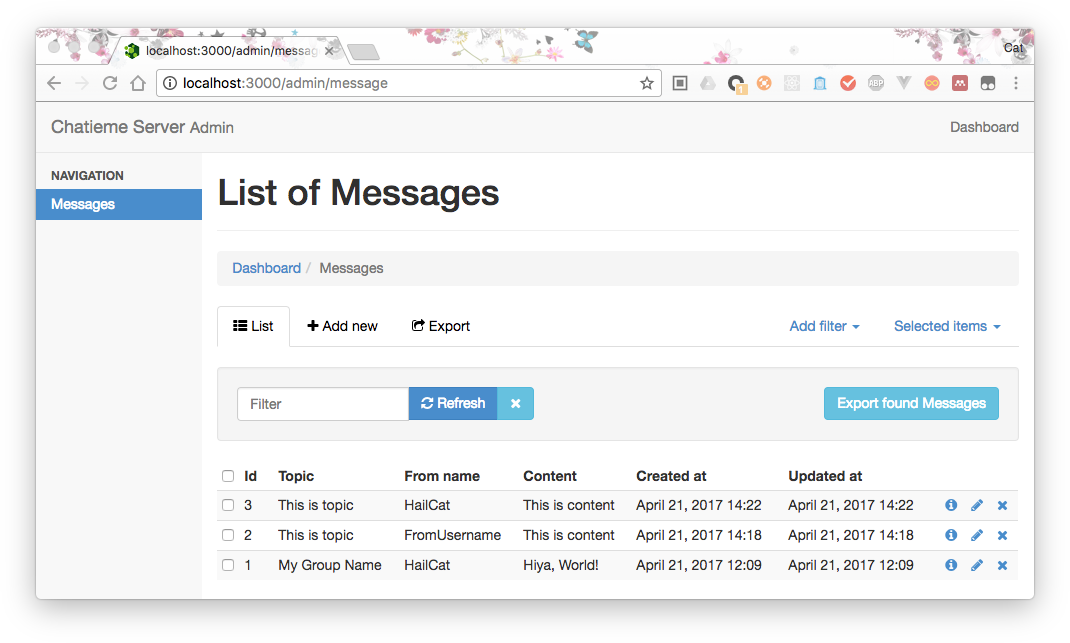 localhost:3000/admin/messag
Cat
localhost:3000/admin/message
1
ABP
Chatieme Server Admin
Dashboard
NAVIGATION
Messages
List of Messages
Dashboard / Messages
List
Add new
Export
Add filter
Selected items
Filter
Refresh
Export found Messages
Id Topic From name Content Created at Updated at
3 This is topic HailCat This is content April 21, 2017 14:22 April 21, 2017 14:22
2 This is topic FromUsername This is content April 21, 2017 14:18 April 21, 2017 14:18
1 My Group Name HailCat Hiya, World! April 21, 2017 12:09 April 21, 2017 12:09